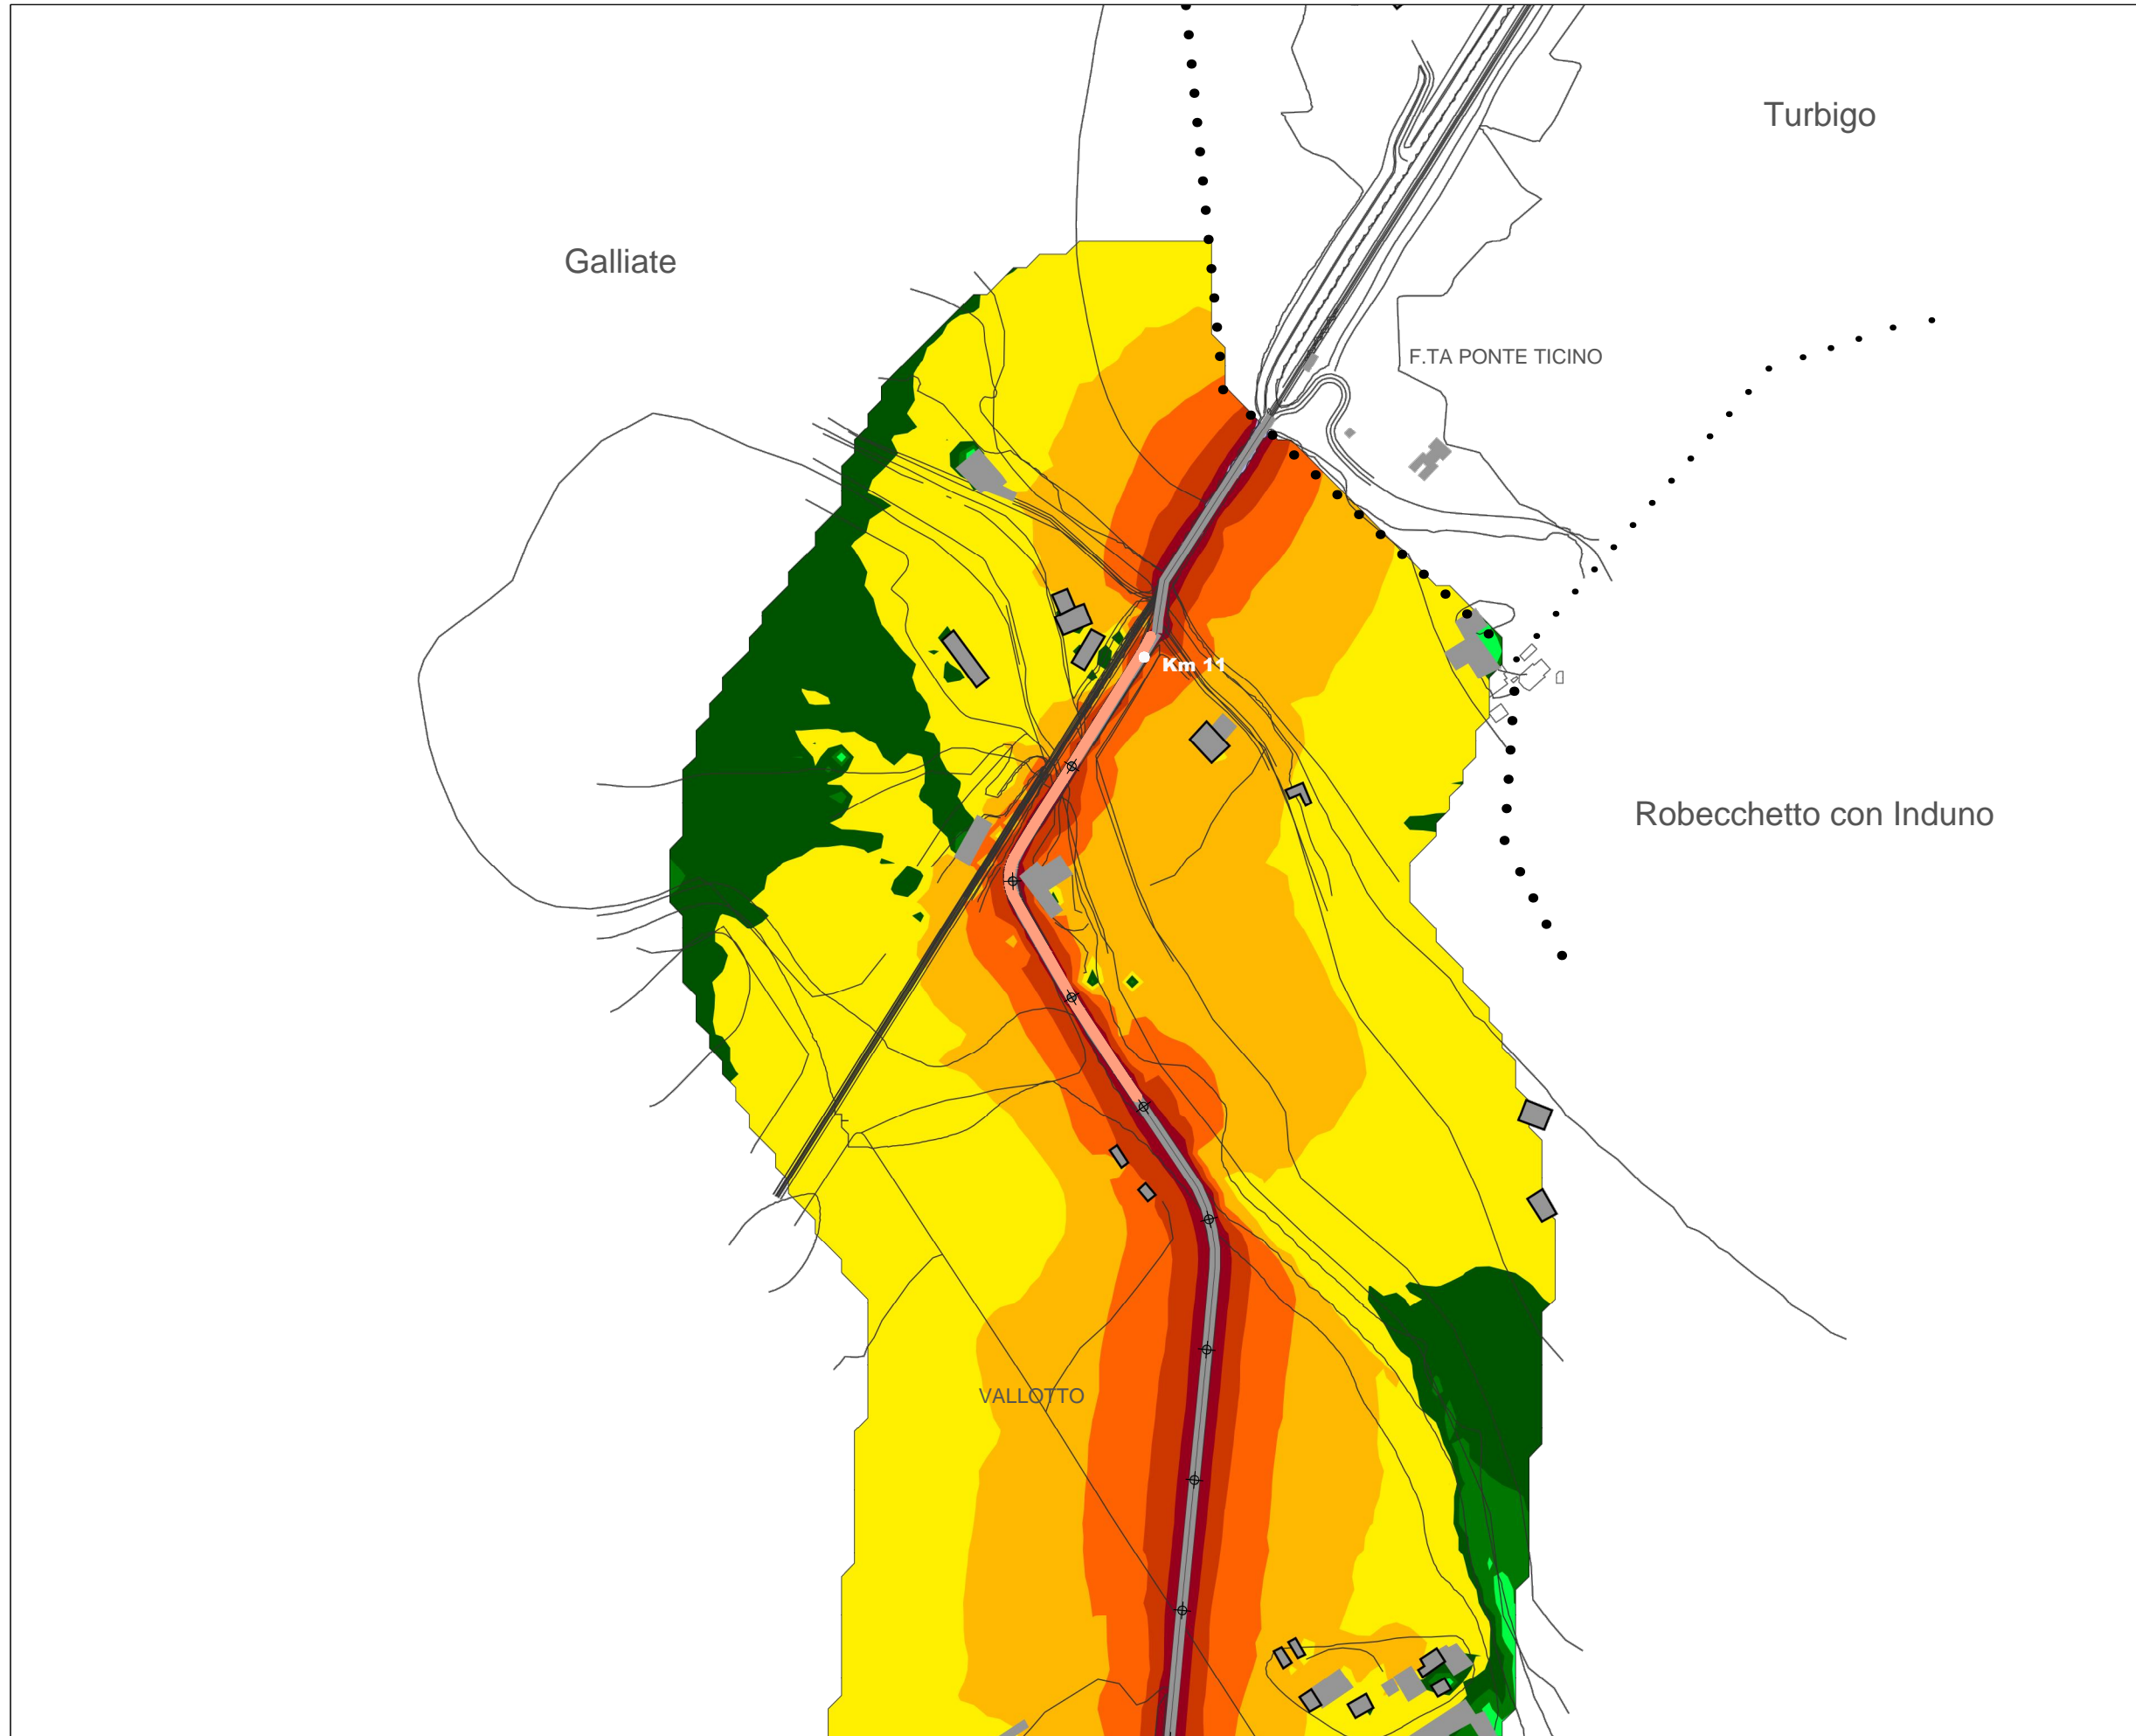 Turbigo
Galliate
F.TA PONTE TICINO
Km 11
Robecchetto con Induno
VALLOTTO